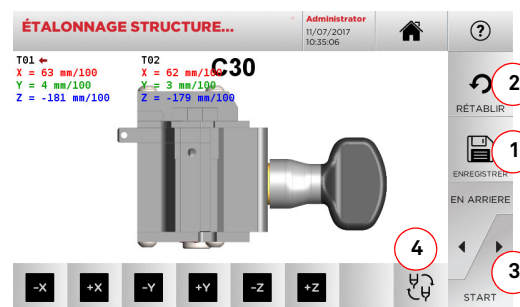 ÉTALONNAGE STRUCTURE...
Administrator
11/07/2017
10:35:06
?
T01
X = 63 mm/100
Y = 4 mm/100
Z = -181 mm/100
T02
X = 62 mm/100
Y = 3 mm/100
Z = -179 mm/100
C30
2
RÉTABLIR
1
ENREGISTRER
EN ARRIERE
4
3
START
-X
+X
-Y
+Y
-Z
+Z